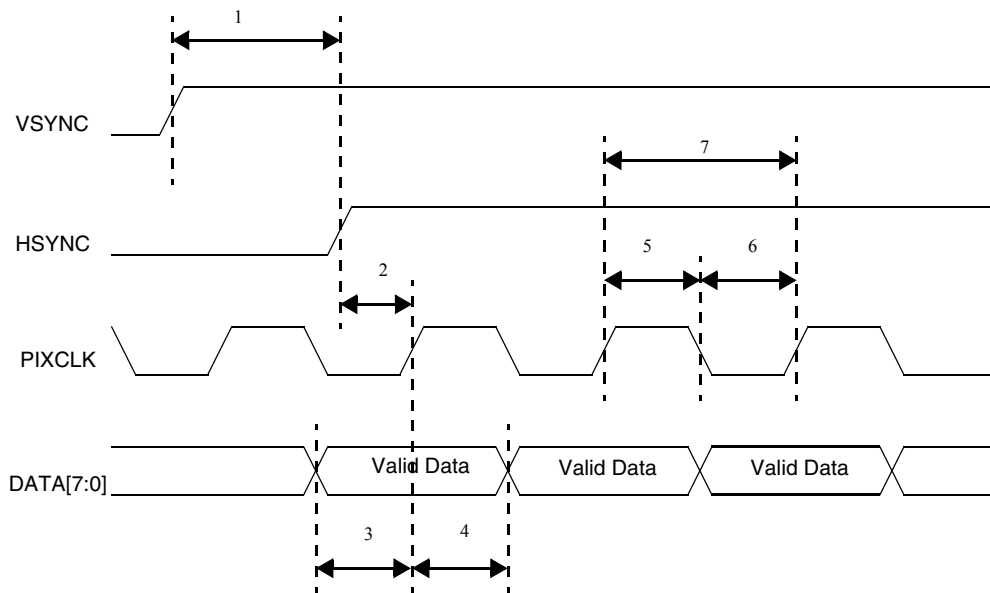 1
VSYNC
7
HSYNC
2
5
6
PIXCLK
DATA[7:0]
Valid Data
Valid Data
Valid Data
3
4